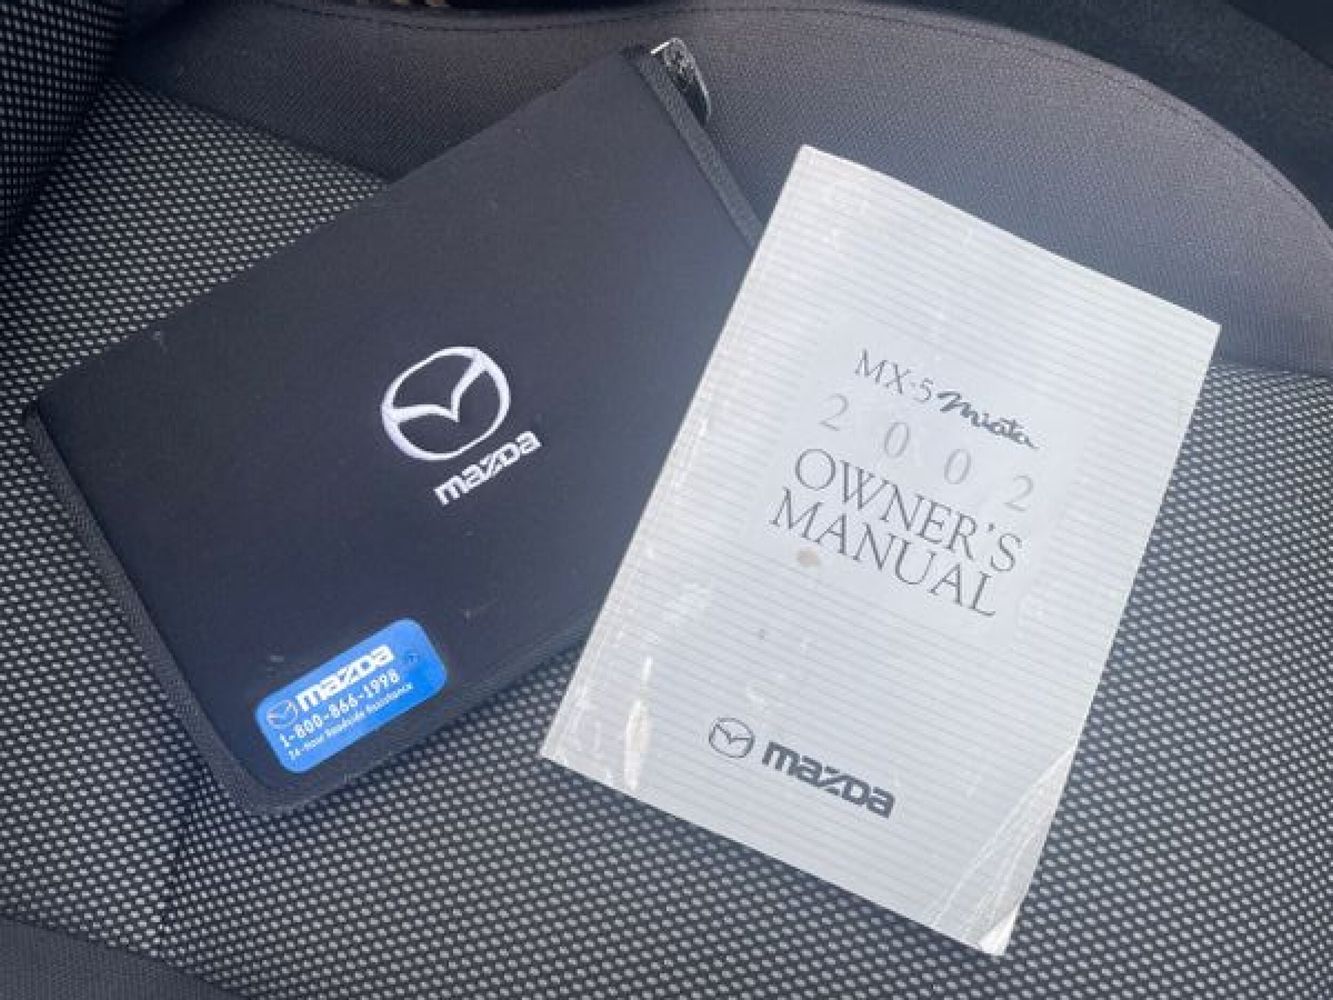 mazda
mazda
1-800-866-1998
24-Hour Roadside Assistance
MX-5 Miata
2002
OWNER'S
MANUAL
mazda